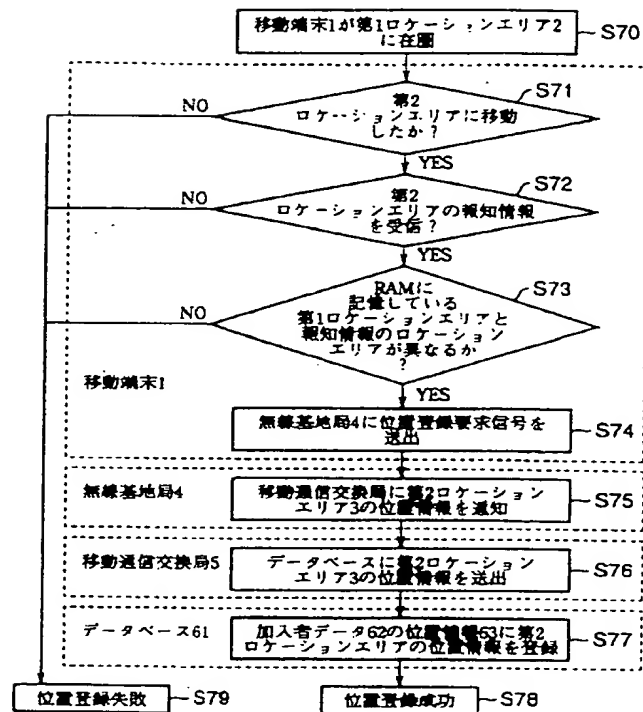 移動端末1が第1ロケーションエリア2
に在圏
S70
S71
第2
ロケーションエリアに移動
したか?
NO
YES
S72
第2
ロケーションエリアの報知情報
を受信?
NO
YES
S73
RAMに
記憶している
第1ロケーションエリアと
報知情報のロケーション
エリアが異なるか
?
NO
YES
移動端末1
無線基地局4に位置登録要求信号を
送出
S74
無線基地局4
移動通信交換局に第2ロケーション
エリア3の位置情報を通知
S75
移動通信交換局5
データベースに第2ロケーション
エリア3の位置情報を送出
S76
データベース61
加入者データ62の位置情報63に第2
ロケーションエリアの位置情報を登録
S77
位置登録失敗
S79
位置登録成功
S78